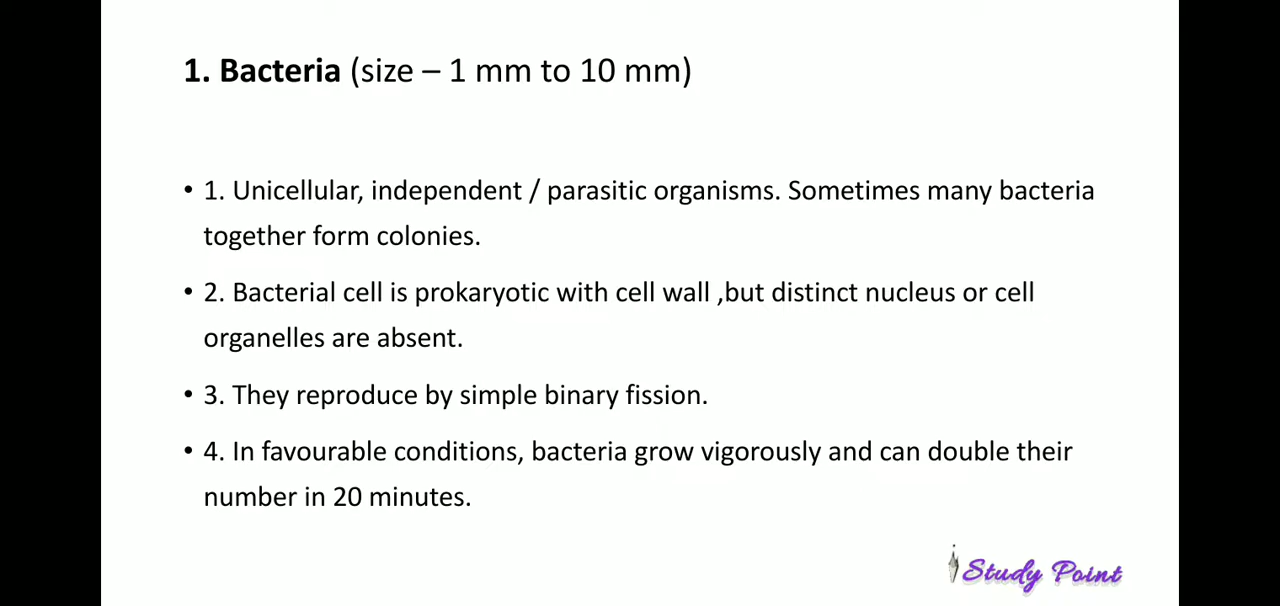 1. Bacteria (size – 1 mm to 10 mm)
• 1. Unicellular, independent / parasitic organisms. Sometimes many bacteria
together form colonies.
• 2. Bacterial cell is prokaryotic with cell wall ,but distinct nucleus or cell
organelles are absent.
• 3. They reproduce by simple binary fission.
• 4. In favourable conditions, bacteria grow vigorously and can double their
number in 20 minutes.
Study Point